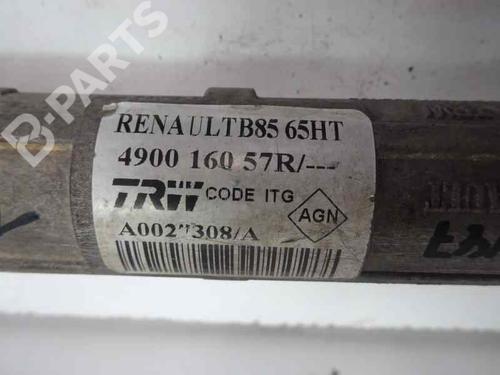 B-PARTS
RENAULTB85 65HT
4900 160 57R/---
TRW CODE ITG
AGN
A002"308/A